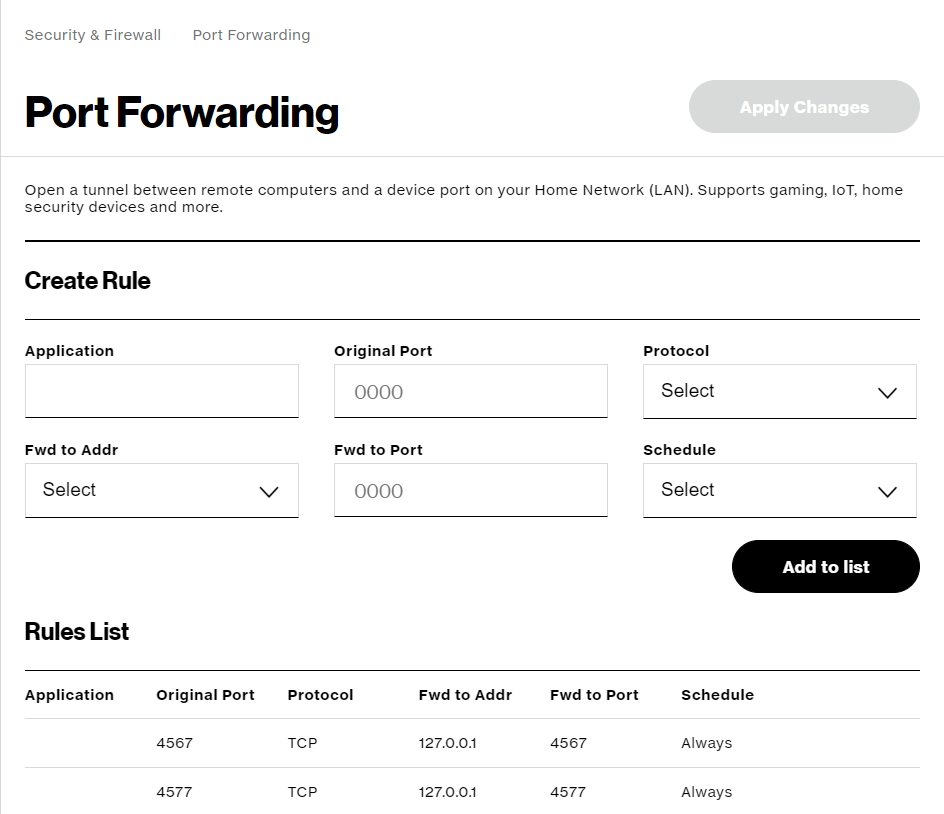 Security & Firewall Port Forwarding
Port Forwarding
Apply Changes
Open a tunnel between remote computers and a device port on your Home Network (LAN). Supports gaming, IoT, home
security devices and more.
Create Rule
Application Original Port Protocol
0000 Select
Fwd to Addr Fwd to Port Schedule
Select 0000 Select
Add to list
Rules List
Application Original Port Protocol Fwd to Addr Fwd to Port Schedule
4567 TCP 127.0.0.1 4567 Always
4577 TCP 127.0.0.1 4577 Always